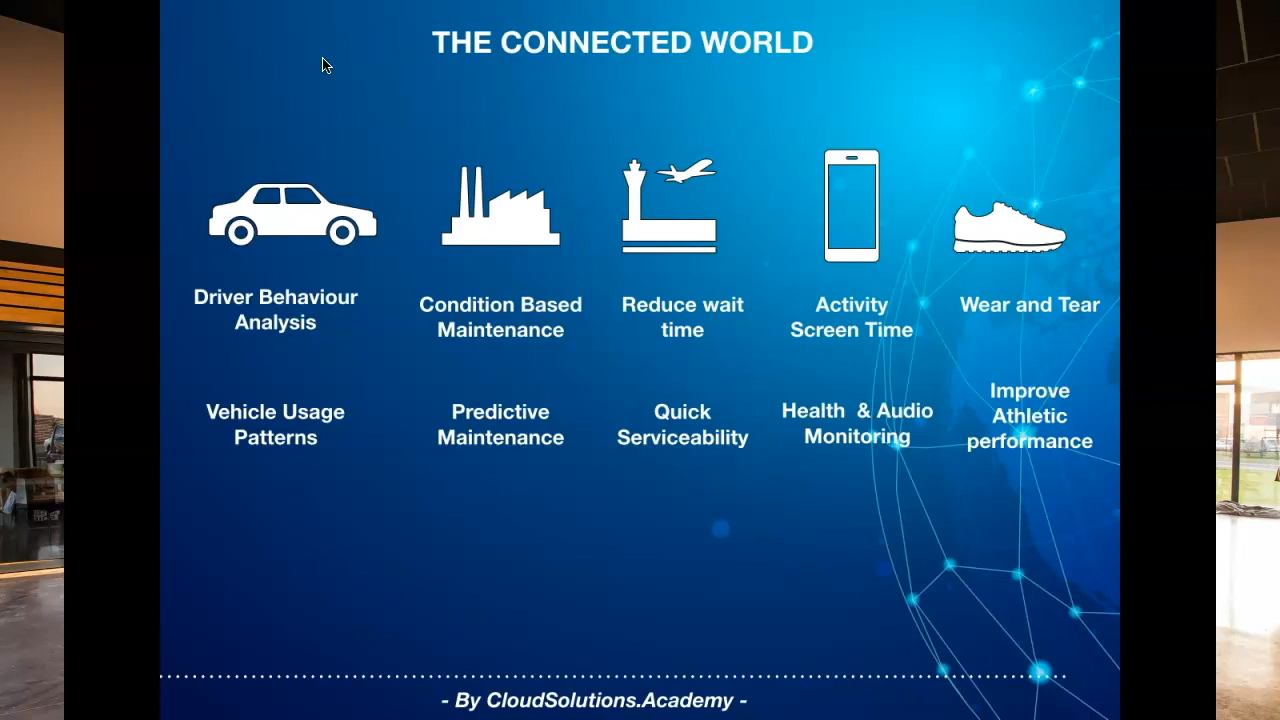 THE CONNECTED WORLD
Driver Behaviour
Analysis
Condition Based
Maintenance
Reduce wait
time
Activity
Screen Time
Wear and Tear
Vehicle Usage
Patterns
Predictive
Maintenance
Quick
Serviceability
Health & Audio
Monitoring
Improve
Athletic
performance
- By CloudSolutions.Academy -